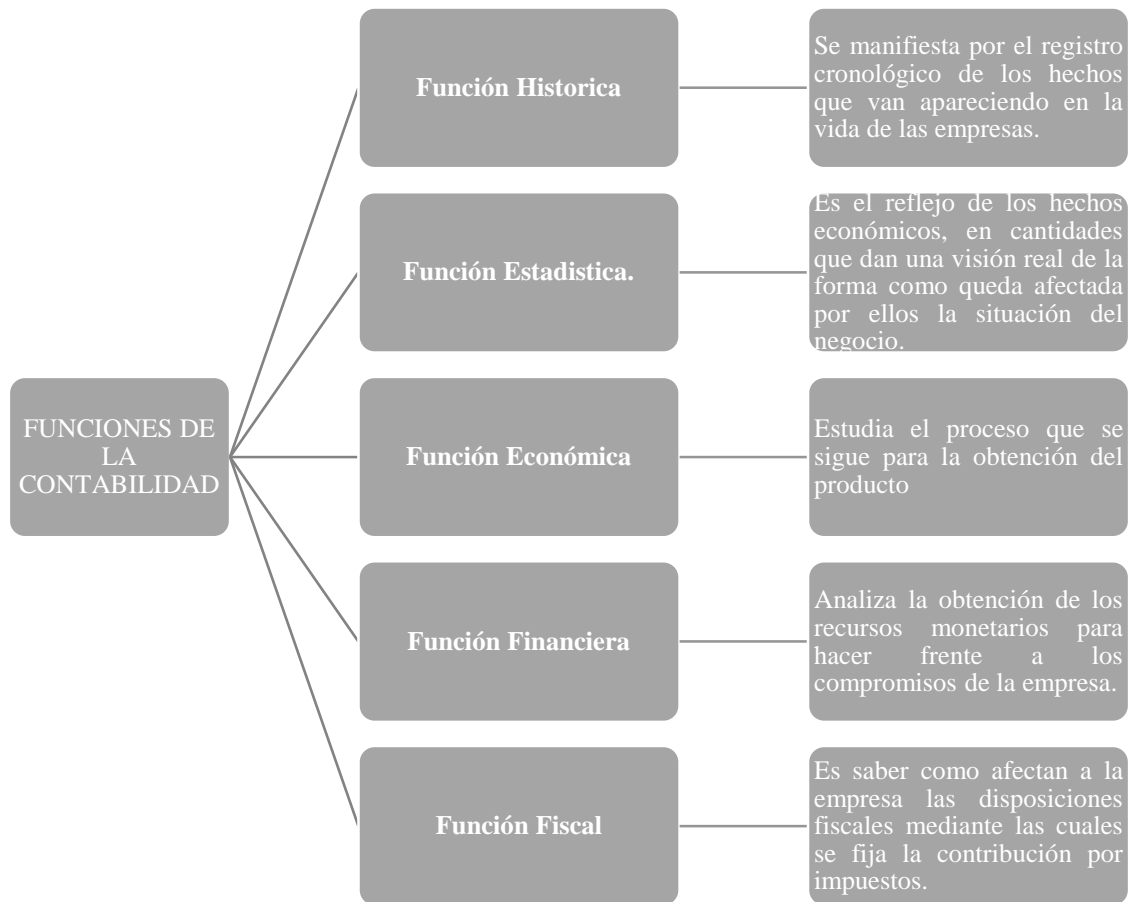 FUNCIONES DE
LA
CONTABILIDAD
Función Historica
Se manifiesta por el registro
cronológico de los hechos
que van apareciendo en la
vida de las empresas.
Función Estadistica.
Es el reflejo de los hechos
económicos, en cantidades
que dan una visión real de la
forma como queda afectada
por ellos la situación del
negocio.
Función Económica
Estudia el proceso que se
sigue para la obtención del
producto
Función Financiera
Analiza la obtención de los
recursos monetarios para
hacer frente a los
compromisos de la empresa.
Función Fiscal
Es saber como afectan a la
empresa las disposiciones
fiscales mediante las cuales
se fija la contribución por
impuestos.